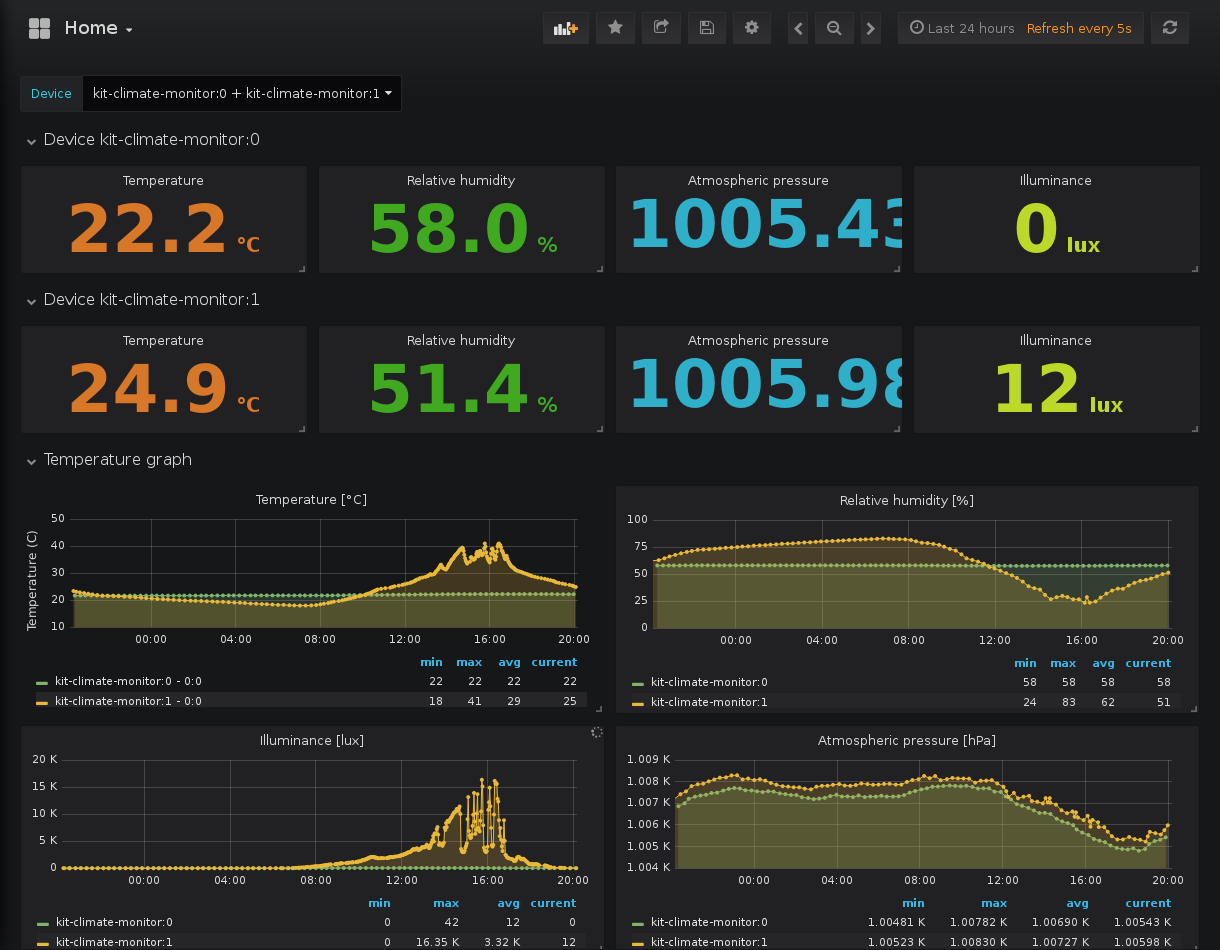 Home
Last 24 hours Refresh every 5s
Device kit-climate-monitor:0 + kit-climate-monitor:1
Device kit-climate-monitor:0
Temperature Relative humidity Atmospheric pressure Illuminance
22.2 °C 58.0 % 1005.43 0 lux
Device kit-climate-monitor:1
Temperature Relative humidity Atmospheric pressure Illuminance
24.9 °C 51.4 % 1005.98 12 lux
Temperature graph
Temperature [°C]
Temperature (C)
50
40
30
20
10
00:00 04:00 08:00 12:00 16:00 20:00
min max avg current
kit-climate-monitor:0 - 0:0 22 22 22 22
kit-climate-monitor:1 - 0:0 18 41 29 25
Relative humidity [%]
100
75
50
25
0
00:00 04:00 08:00 12:00 16:00 20:00
min max avg current
kit-climate-monitor:0 58 58 58 58
kit-climate-monitor:1 24 83 62 51
Illuminance [lux]
20 K
15 K
10 K
5 K
0
00:00 04:00 08:00 12:00 16:00 20:00
min max avg current
kit-climate-monitor:0 0 42 12 0
kit-climate-monitor:1 0 16.35 K 3.32 K 12
Atmospheric pressure [hPa]
1.009 K
1.008 K
1.007 K
1.006 K
1.005 K
1.004 K
00:00 04:00 08:00 12:00 16:00 20:00
min max avg current
kit-climate-monitor:0 1.00481 K 1.00782 K 1.00690 K 1.00543 K
kit-climate-monitor:1 1.00523 K 1.00830 K 1.00727 K 1.00598 K